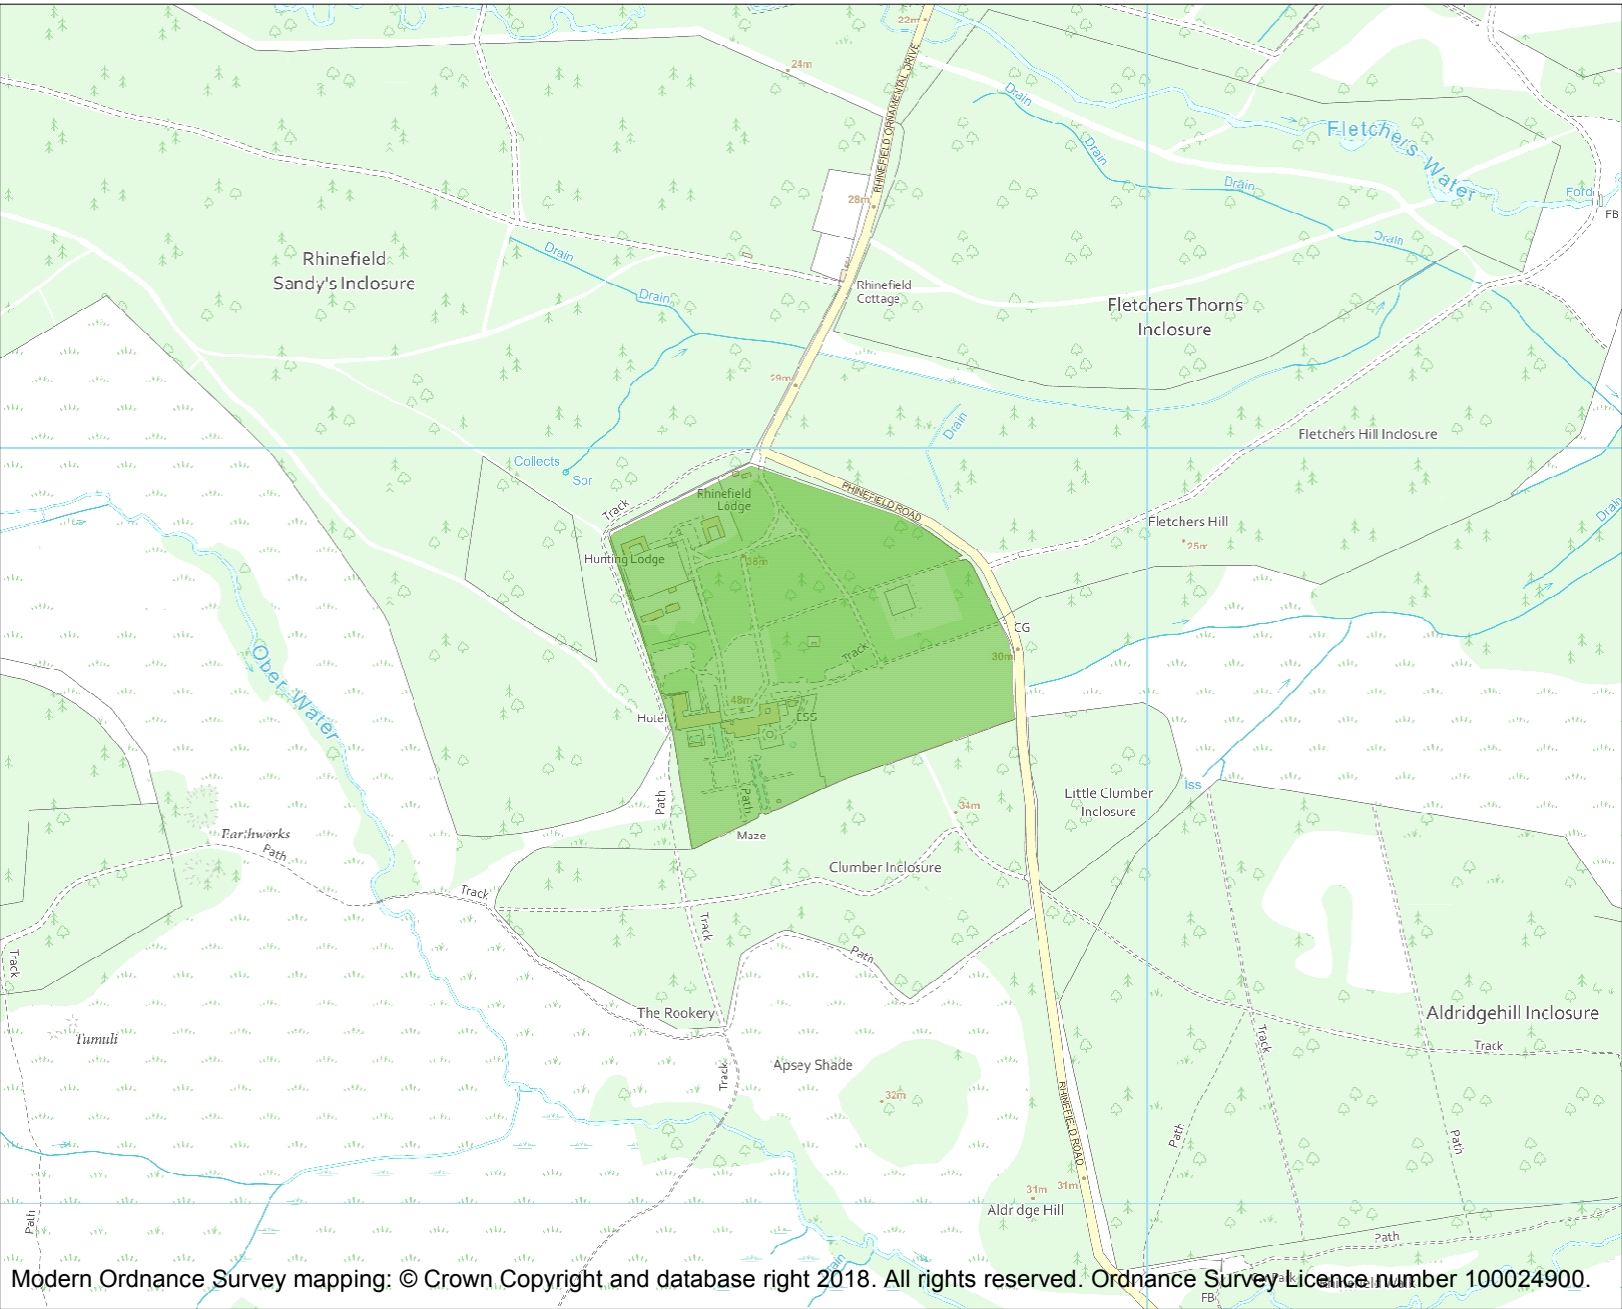 22m
24m
RHINEFIELD ORNAMENTAL DRIVE
Drain
Fletchers Water
Drain
Drain
Ford
FB
28m
Drain
Rhinefield
Sandy's Inclosure
Drain
Drain
Rhinefield
Cottage
Fletchers Thorns
Inclosure
29m
Drain
Fletchers Hill Inclosure
Collects
Spr
Track
Rhinefield
Lodge
RHINEFIELD ROAD
Fletchers Hill
25m
Drain
Hunting Lodge
38m
CG
30m
Track
Ober Water
48m
Hotel
ESS
Iss
Path
Path
34m
Little Clumber
Inclosure
Maze
Earthworks
Path
Clumber Inclosure
Track
Track
Track
Path
The Rookery
Aldridgehill Inclosure
Tumuli
Track
Track
Apsey Shade
Track
32m
RHINEFIELD ROAD
Path
Path
31m
31m
Aldridge Hill
Path
Path
Drain
Modern Ordnance Survey mapping: © Crown Copyright and database right 2018. All rights reserved. Ordnance Survey Licence number 100024900.
FB